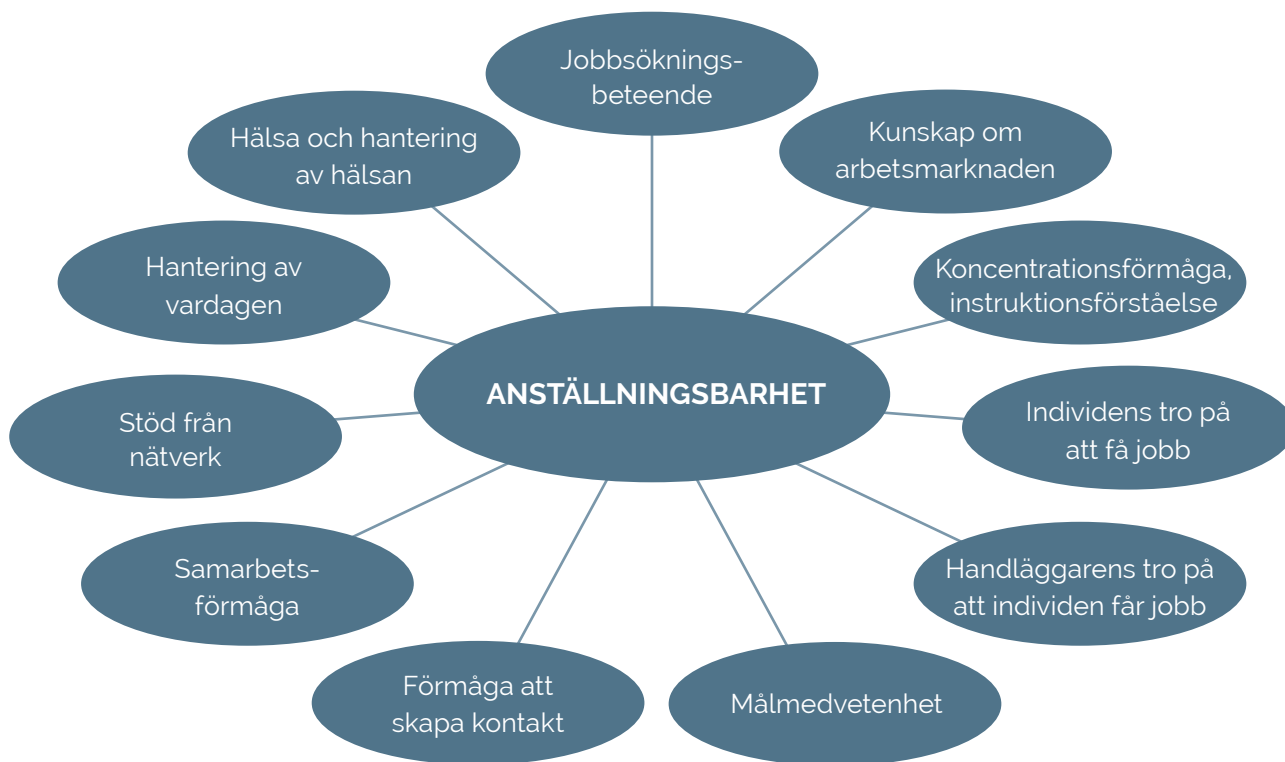 Jobbsöknings-
beteende
Kunskap om
arbetsmarknaden
Koncentrationsförmåga,
instruktionsförståelse
Individens tro på
att få jobb
Handläggarens tro på
att individen får jobb
Målmedvetenhet
Förmåga att
skapa kontakt
Samarbets-
förmåga
Stöd från
nätverk
Hantering av
vardagen
Hälsa och hantering
av hälsan
ANSTÄLLNINGSBARHET